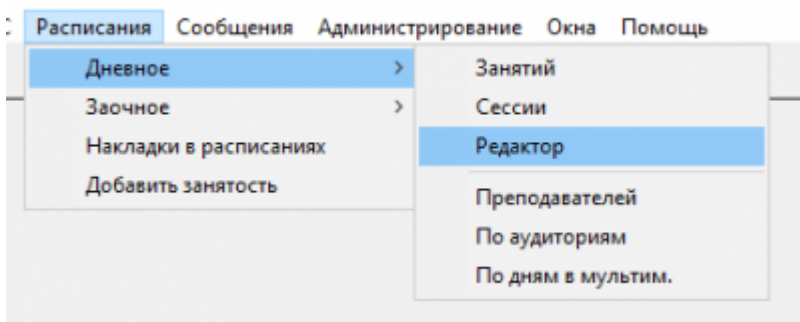 Расписания Сообщения Администрирование Окна Помощь
Дневное
Заочное
Накладки в расписаниях
Добавить занятость
Занятий
Сессии
Редактор
Преподавателей
По аудиториям
По дням в мультим.